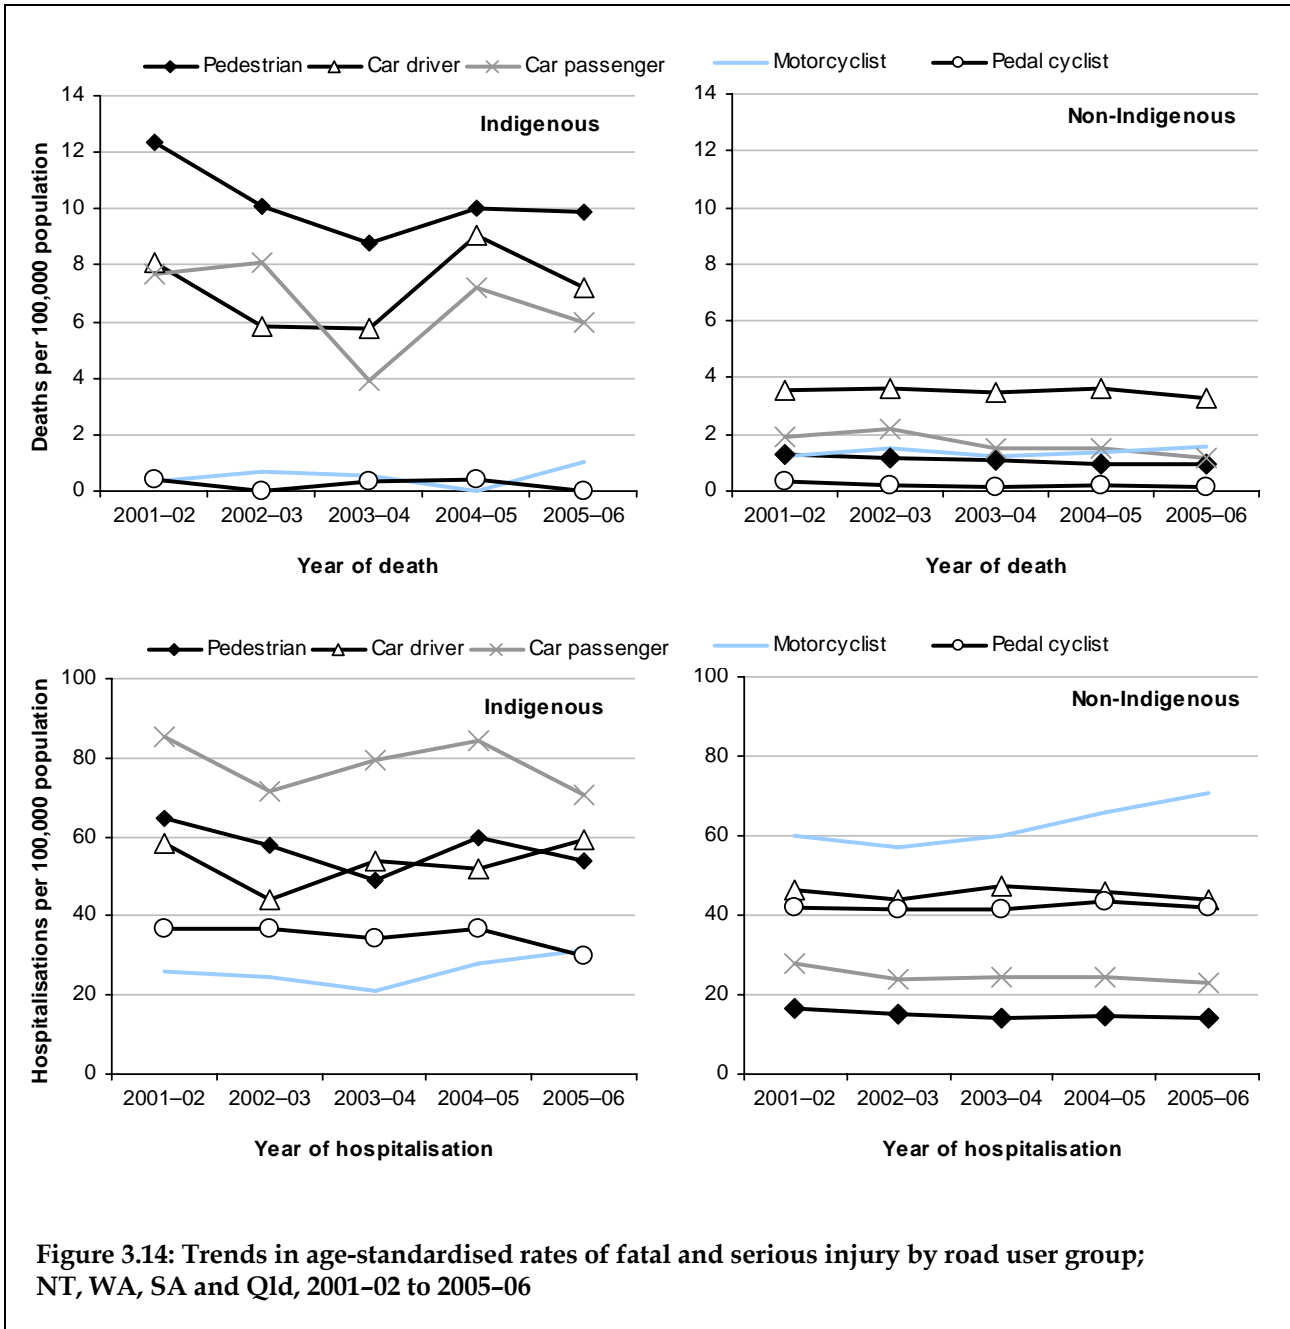 Pedestrian Car driver Car passenger Motorcyclist Pedal cyclist
Deaths per 100,000 population
14
12
10
8
6
4
2
0
Indigenous
2001–02 2002–03 2003–04 2004–05 2005–06
Year of death
14
12
10
8
6
4
2
0
Non-Indigenous
2001–02 2002–03 2003–04 2004–05 2005–06
Year of death
Pedestrian Car driver Car passenger Motorcyclist Pedal cyclist
Hospitalisations per 100,000 population
100
80
60
40
20
0
Indigenous
2001–02 2002–03 2003–04 2004–05 2005–06
Year of hospitalisation
100
80
60
40
20
0
Non-Indigenous
2001–02 2002–03 2003–04 2004–05 2005–06
Year of hospitalisation
Figure 3.14: Trends in age-standardised rates of fatal and serious injury by road user group;
NT, WA, SA and Qld, 2001–02 to 2005–06